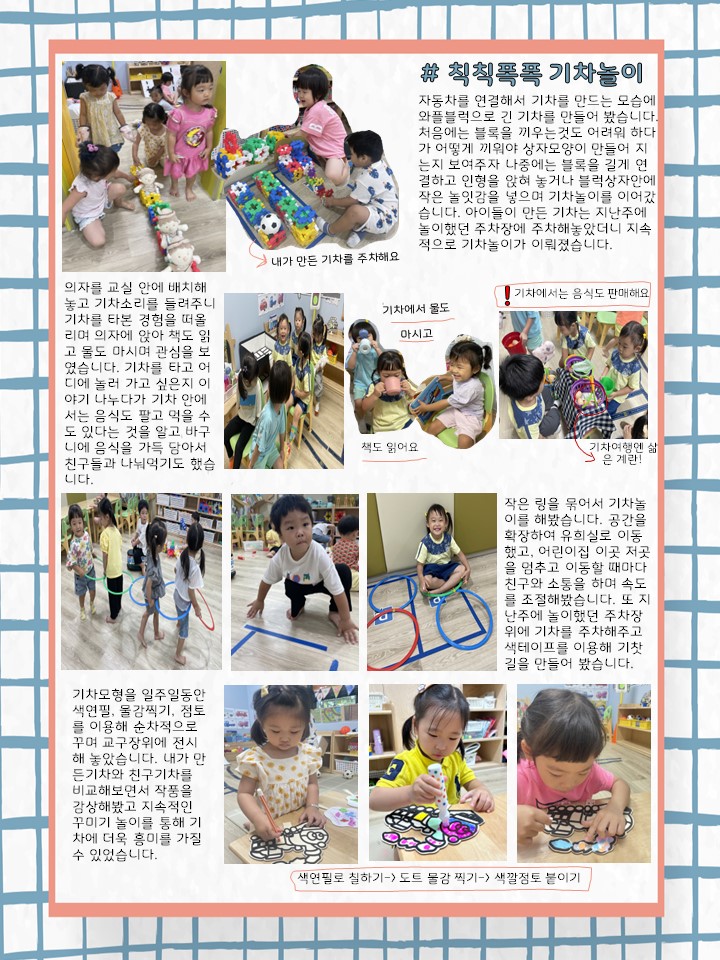 # 칙칙폭폭 기차놀이
자동차를 연결해서 기차를 만드는 모습에
와플블럭으로 긴 기차를 만들어 봤습니다.
처음에는 블록을 끼우는것도 어려워 하다
가 어떻게 끼워야 상자모양이 만들어 지
는지 보여주자 나중에는 블록을 길게 연
결하고 인형을 앉혀 놓거나 블럭상자안에
작은 놀잇감을 넣으며 기차놀이를 이어갔
습니다. 아이들이 만든 기차는 지난주에
놀이했던 주차장에 주차해놓았더니 지속
적으로 기차놀이가 이뤄졌습니다.
내가 만든 기차를 주차해요
의자를 교실 안에 배치해
놓고 기차소리를 들려주니
기차를 타본 경험을 떠올
리며 의자에 앉아 책도 읽
고 물도 마시며 관심을 보
였습니다. 기차를 타고 어
디에 놀러 가고 싶은지 이
야기 나누다가 기차 안에
서는 음식도 팔고 먹을 수
도 있다는 것을 알고 바구
니에 음식을 가득 담아서
친구들과 나눠먹기도 했습
니다.
기차에서 물도
마시고
책도 읽어요
기차에서는 음식도 판매해요
기차여행엔 삶
은 계란!
작은 링을 묶어서 기차놀
이를 해봤습니다. 공간을
확장하여 유희실로 이동
했고, 어린이집 이곳 저곳
을 멈추고 이동할 때마다
친구와 소통을 하며 속도
를 조절해봤습니다. 또 지
난주에 놀이했던 주차장
위에 기차를 주차해주고
색테이프를 이용해 기찻
길을 만들어 봤습니다.
기차모형을 일주일동안
색연필, 물감찍기, 점토
를 이용해 순차적으로
꾸며 교구장위에 전시
해 놓았습니다. 내가 만
든기차와 친구기차를
비교해보면서 작품을
감상해봤고 지속적인
꾸미기 놀이를 통해 기
차에 더욱 흥미를 가질
수 있었습니다.
색연필로 칠하기-> 도트 물감 찍기-> 색깔점토 붙이기